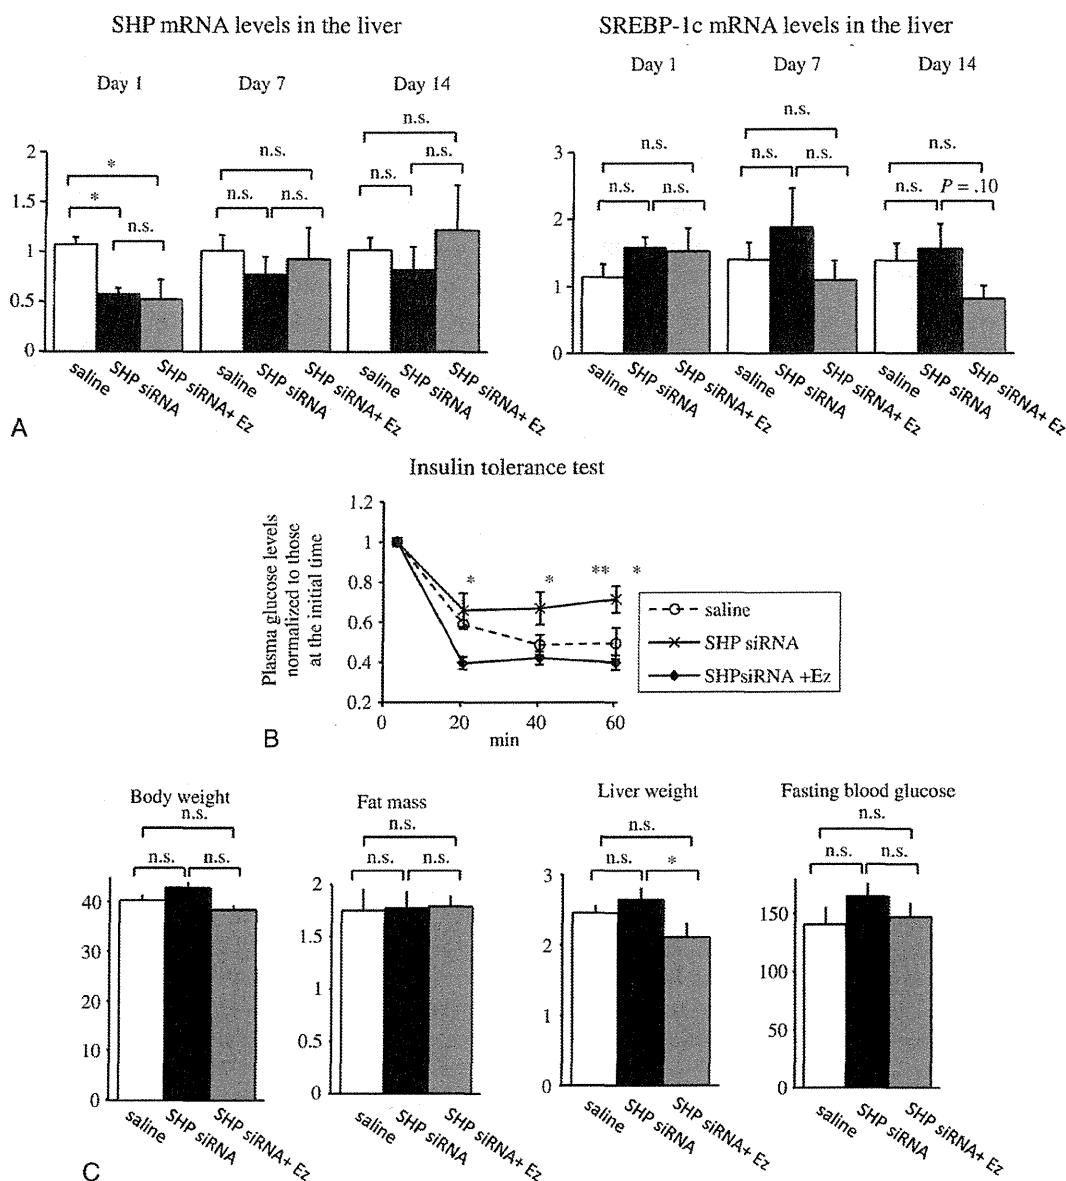 SHP mRNA levels in the liver
Day 1
Day 7
Day 14
n.s.
n.s.
n.s.
n.s.
n.s.
n.s.
*
*
n.s.
2
1.5
1
0.5
0
saline
SHP siRNA
SHP siRNA+ Ez
saline
SHP siRNA
SHP siRNA+ Ez
saline
SHP siRNA
SHP siRNA+ Ez
SREBP-1c mRNA levels in the liver
Day 1
Day 7
Day 14
n.s.
n.s.
n.s.
n.s.
n.s.
n.s.
n.s.
n.s.
P = .10
3
2
1
0
saline
SHP siRNA
SHP siRNA+ Ez
saline
SHP siRNA
SHP siRNA+ Ez
saline
SHP siRNA
SHP siRNA+ Ez
A
Insulin tolerance test
Plasma glucose levels
normalized to those
at the initial time
1.2
1
0.8
0.6
0.4
0.2
* * ** *
0 20 40 60
min
saline
SHP siRNA
SHPsiRNA +Ez
B
Body weight
n.s.
n.s. n.s.
40
30
20
10
0
saline
SHP siRNA
SHP siRNA+ Ez
Fat mass
n.s.
n.s. n.s.
2
1.5
1
0.5
0
saline
SHP siRNA
SHP siRNA+ Ez
Liver weight
n.s.
n.s. *
3
2
1
0
saline
SHP siRNA
SHP siRNA+ Ez
Fasting blood glucose
n.s.
n.s. n.s.
150
100
50
0
saline
SHP siRNA
SHP siRNA+ Ez
C